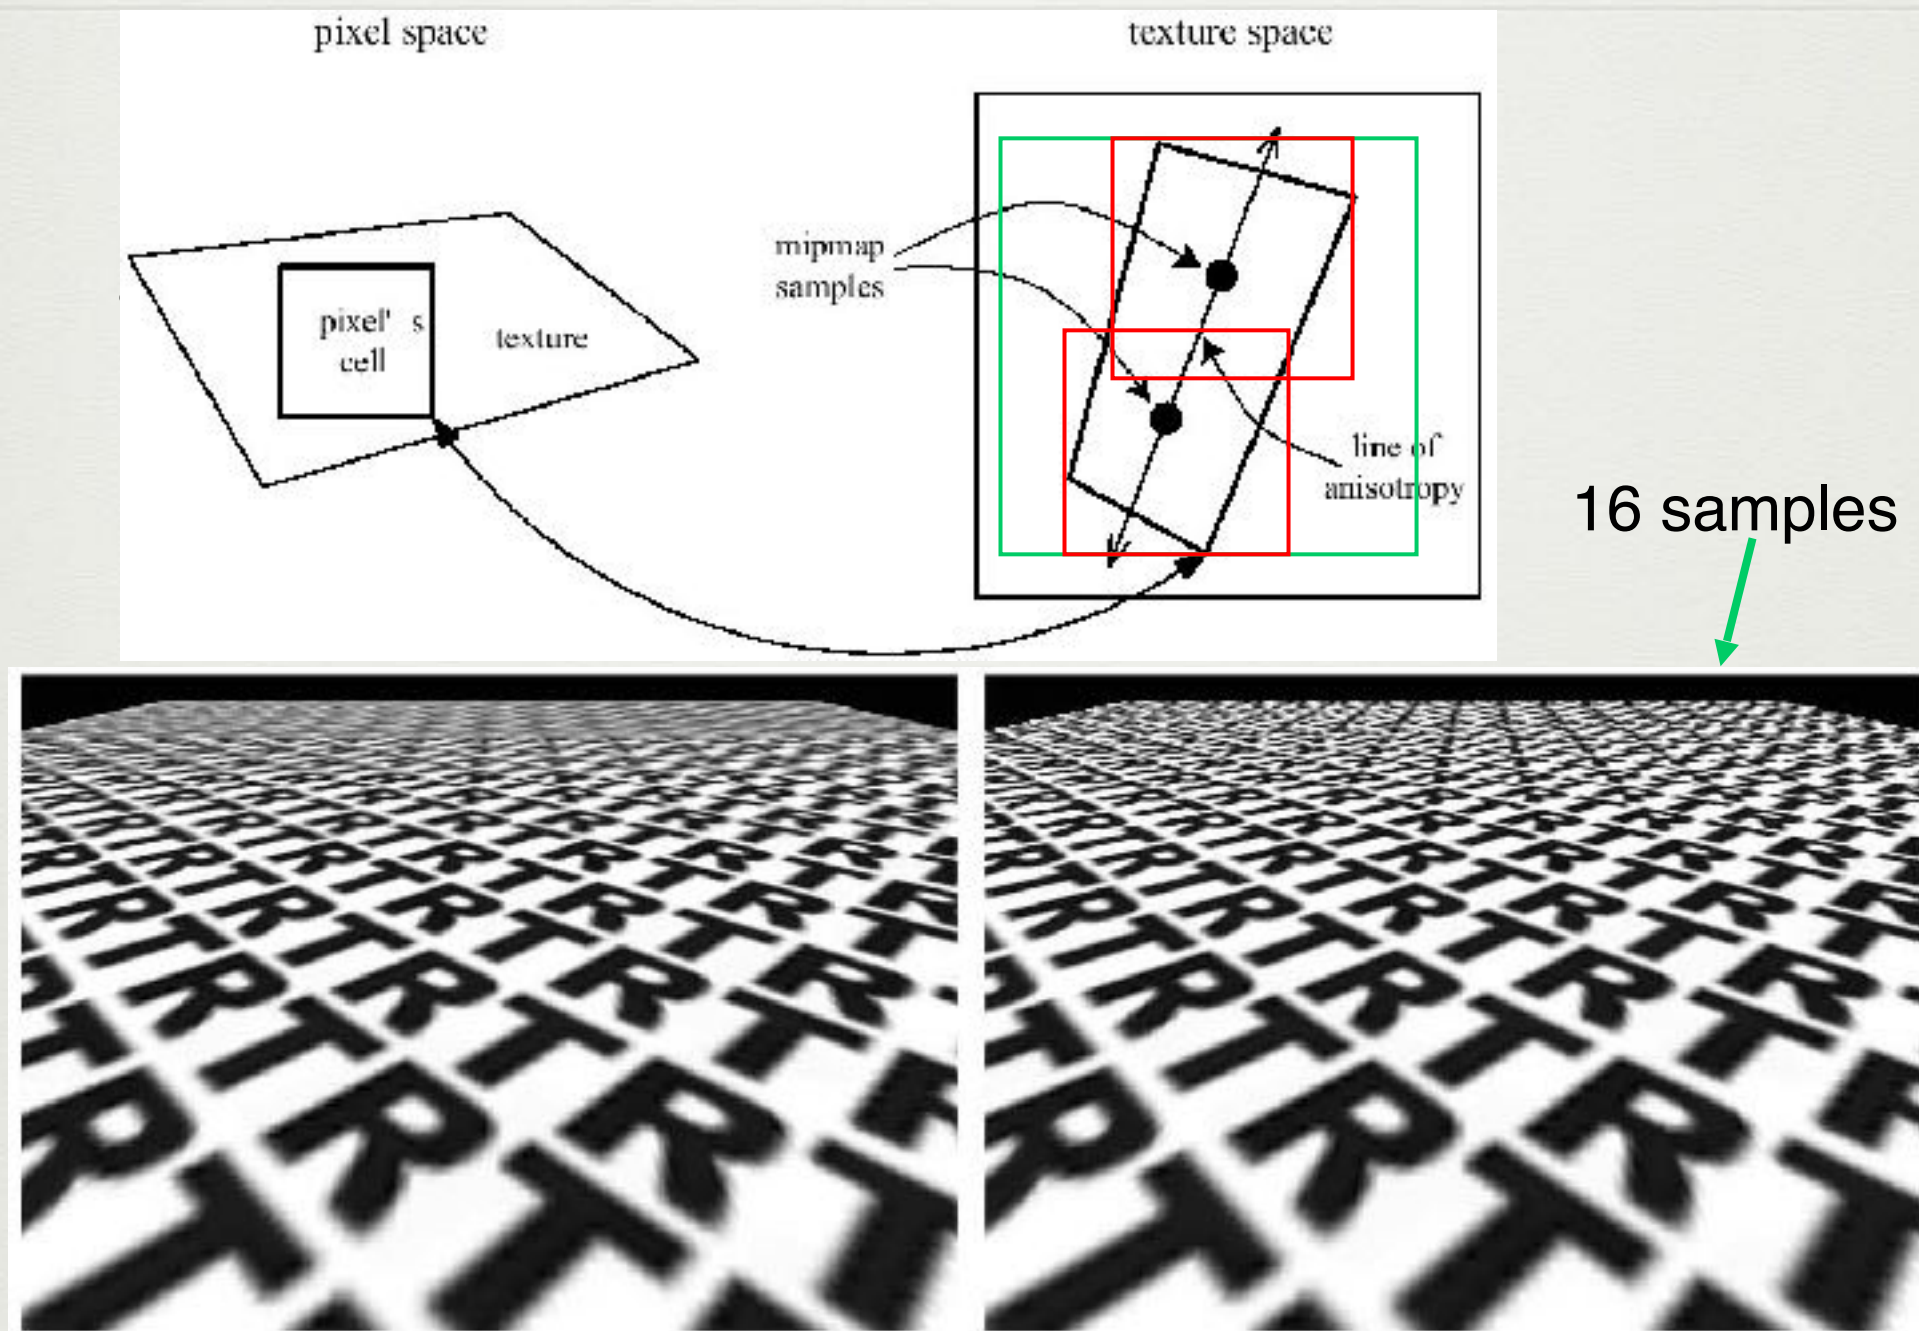 pixel space
texture space
pixel' s
cell
texture
mipmap
samples
line of
anisotropy
16 samples